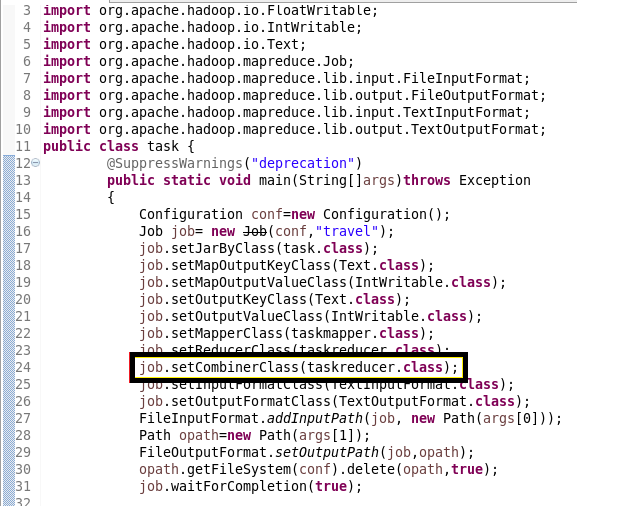 3 import org.apache.hadoop.io.FloatWritable;
4 import org.apache.hadoop.io.IntWritable;
5 import org.apache.hadoop.io.Text;
6 import org.apache.hadoop.mapreduce.Job;
7 import org.apache.hadoop.mapreduce.lib.input.FileInputFormat;
8 import org.apache.hadoop.mapreduce.lib.output.FileOutputFormat;
9 import org.apache.hadoop.mapreduce.lib.input.TextInputFormat;
10 import org.apache.hadoop.mapreduce.lib.output.TextOutputFormat;
11 public class task {
12 @SuppressWarnings("deprecation")
13 public static void main(String[]args)throws Exception
14 {
15 Configuration conf=new Configuration();
16 Job job= new Job(conf,"travel");
17 job.setJarByClass(task.class);
18 job.setMapOutputKeyClass(Text.class);
19 job.setMapOutputValueClass(IntWritable.class);
20 job.setOutputKeyClass(Text.class);
21 job.setOutputValueClass(IntWritable.class);
22 job.setMapperClass(taskmapper.class);
23 job.setReducerClass(taskreducer.class);
24 job.setCombinerClass(taskreducer.class);
25 job.setInputFormatClass(TextInputFormat.class);
26 job.setOutputFormatClass(TextOutputFormat.class);
27 FileInputFormat.addInputPath(job, new Path(args[0]));
28 Path opath=new Path(args[1]);
29 FileOutputFormat.setOutputPath(job,opath);
30 opath.getFileSystem(conf).delete(opath,true);
31 job.waitForCompletion(true);
32